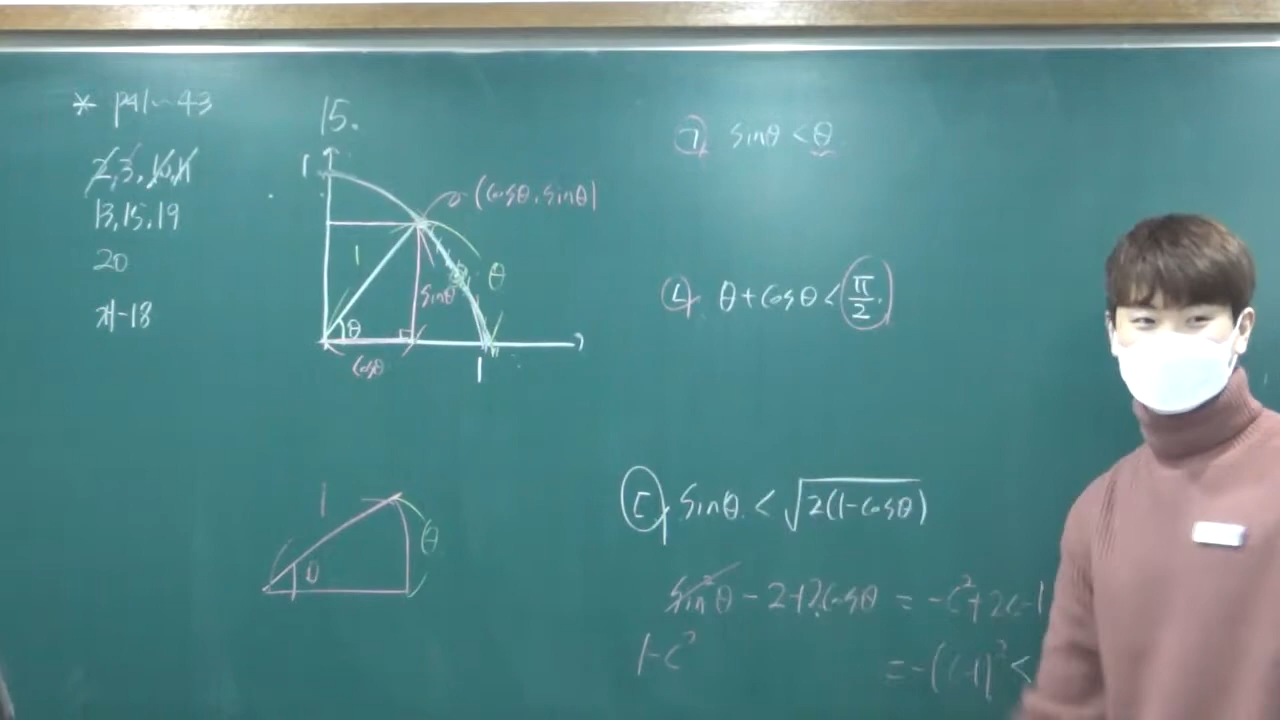 * P41~43
2, 3, 10, 11
13, 15, 19
20
자-18
15.
1
(cosθ, sinθ)
1
θ
sinθ
θ
cosθ
1
1
θ
θ
ㄱ. sinθ < θ
ㄴ. θ + cosθ < π/2.
ㄷ. sinθ < √2(1-cosθ)
sin²θ - 2 + 2cosθ = -c² + 2c - 1
1-c²
= -(c-1)² <